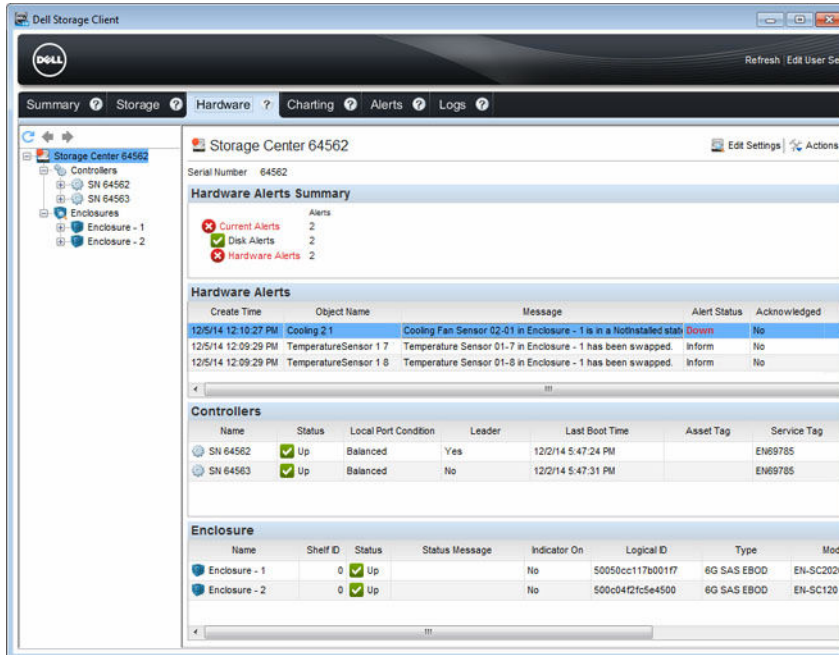 Dell Storage Client
DELL
Refresh Edit User Se
Summary ? Storage ? Hardware ? Charting ? Alerts ? Logs ?
Storage Center 64562
Controllers
SN 64562
SN 64563
Enclosures
Enclosure - 1
Enclosure - 2
Storage Center 64562
Edit Settings Actions
Serial Number 64562
Hardware Alerts Summary
Alerts
Current Alerts 2
Disk Alerts 2
Hardware Alerts 2
Hardware Alerts
Create Time Object Name Message Alert Status Acknowledged
12/5/14 12:10:27 PM Cooling 2 1 Cooling Fan Sensor 02-01 in Enclosure - 1 is in a NotInstalled state Down No
12/5/14 12:09:29 PM TemperatureSensor 1 7 Temperature Sensor 01-7 in Enclosure - 1 has been swapped. Inform No
12/5/14 12:09:29 PM TemperatureSensor 1 8 Temperature Sensor 01-8 in Enclosure - 1 has been swapped. Inform No
Controllers
Name Status Local Port Condition Leader Last Boot Time Asset Tag Service Tag
SN 64562 Up Balanced Yes 12/2/14 5:47:24 PM EN69785
SN 64563 Up Balanced No 12/2/14 5:47:31 PM EN69785
Enclosure
Name Shelf ID Status Status Message Indicator On Logical ID Type Mod
Enclosure - 1 0 Up No 50050cc117b001f7 6G SAS EBOD EN-SC202
Enclosure - 2 0 Up No 500c04f2fc5e4500 6G SAS EBOD EN-SC120